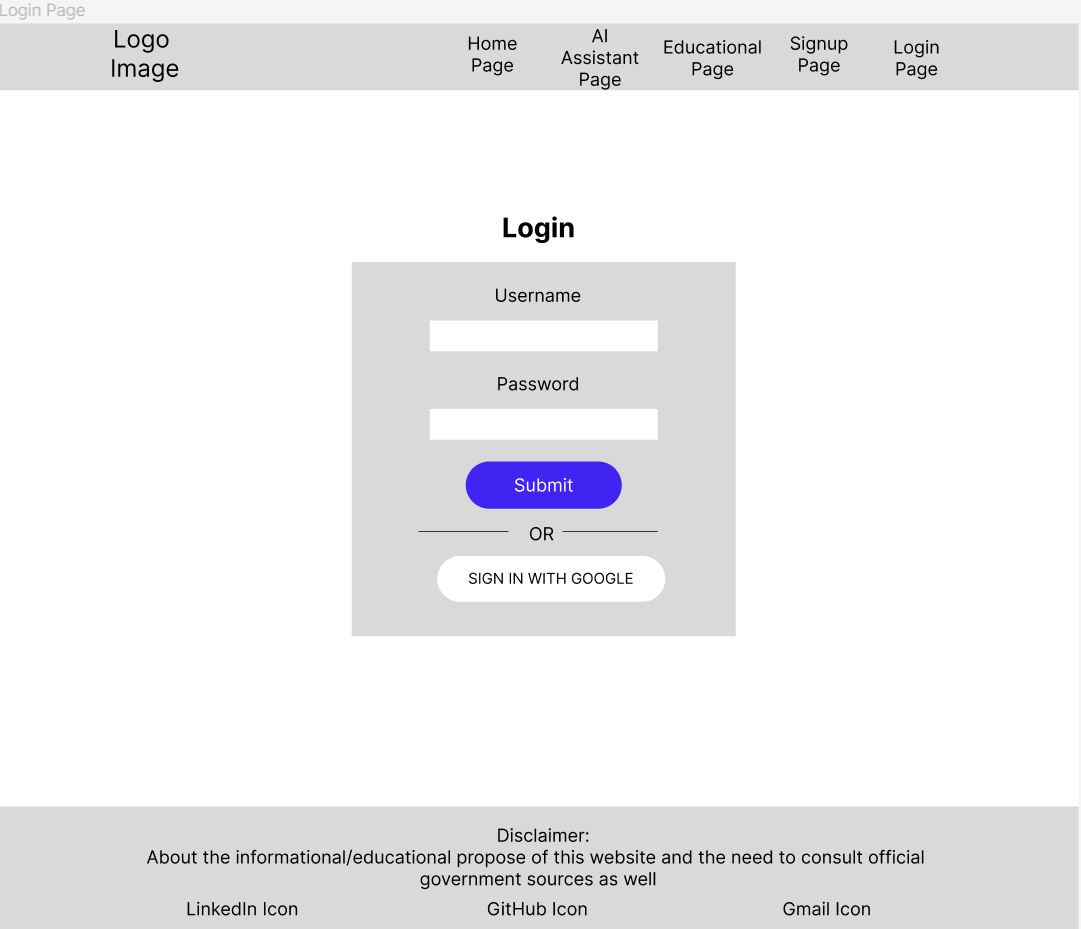 Login Page
Logo
Image
Home
Page
AI
Assistant
Page
Educational
Page
Signup
Page
Login
Page
Login
Username
Password
Submit
OR
SIGN IN WITH GOOGLE
Disclaimer:
About the informational/educational propose of this website and the need to consult official
government sources as well
LinkedIn Icon
GitHub Icon
Gmail Icon